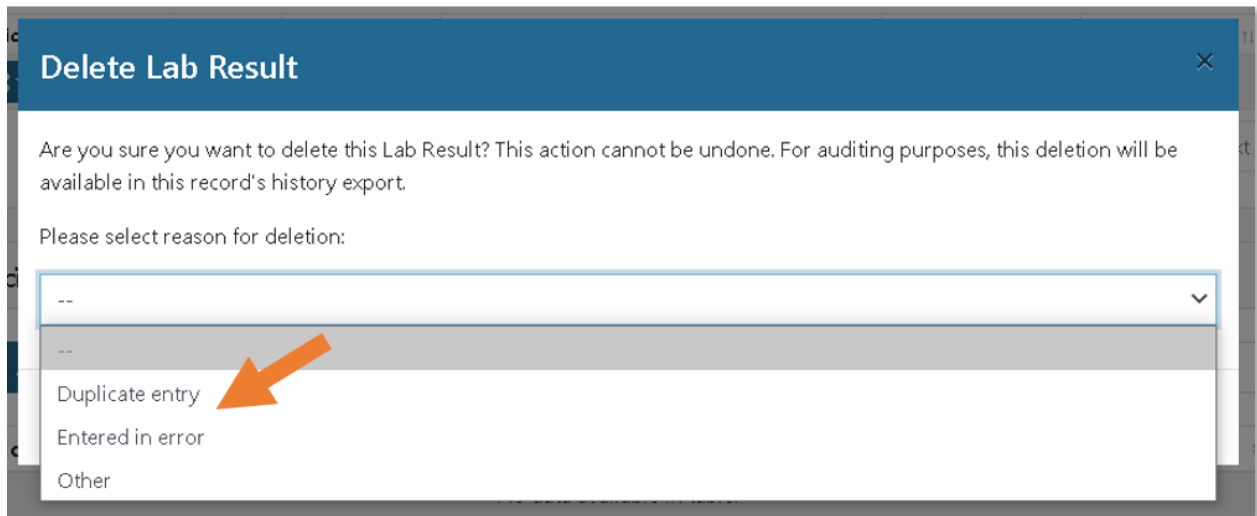 Delete Lab Result
×
Are you sure you want to delete this Lab Result? This action cannot be undone. For auditing purposes, this deletion will be
available in this record's history export.
Please select reason for deletion:
--
--
Duplicate entry
Entered in error
Other